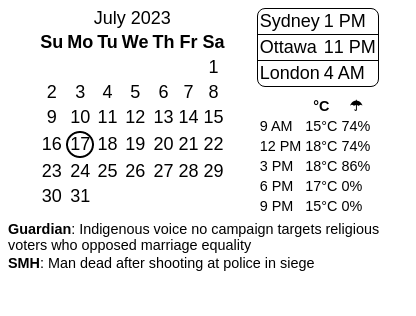 July 2023
Su Mo Tu We Th Fr Sa
1
2 3 4 5 6 7 8
9 10 11 12 13 14 15
16 17 18 19 20 21 22
23 24 25 26 27 28 29
30 31
Sydney 1 PM
Ottawa 11 PM
London 4 AM
°C ☂
9 AM 15°C 74%
12 PM 18°C 74%
3 PM 18°C 86%
6 PM 17°C 0%
9 PM 15°C 0%
Guardian: Indigenous voice no campaign targets religious
voters who opposed marriage equality
SMH: Man dead after shooting at police in siege